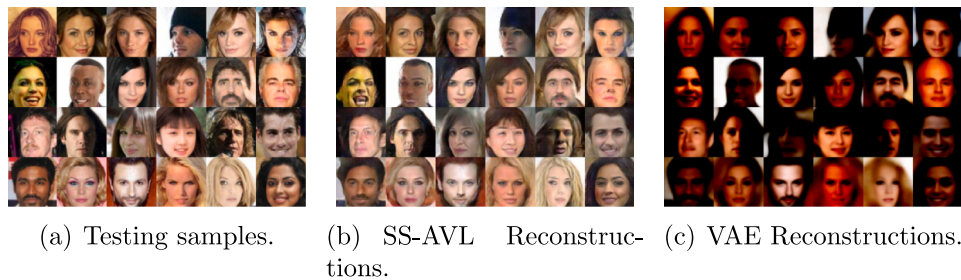 (a) Testing samples.
(b) SS-AVL Reconstruc-
tions.
(c) VAE Reconstructions.